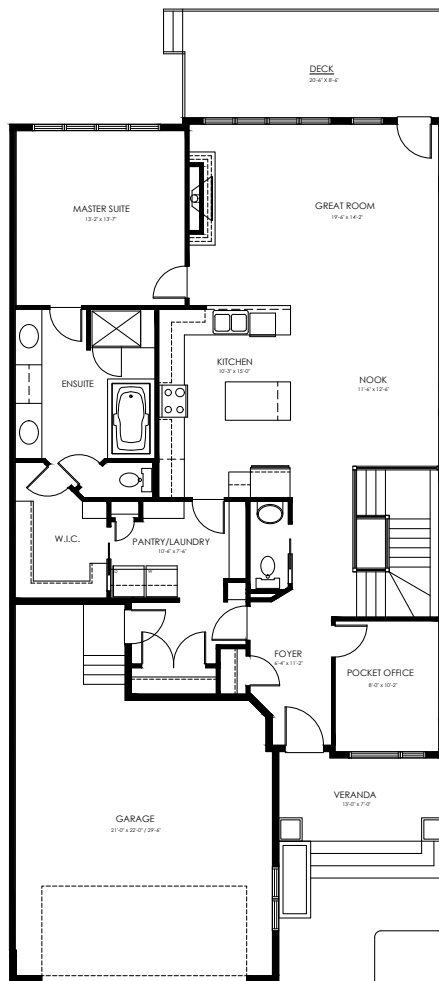 DECK
20'-6" X 8'-6"
MASTER SUITE
13'-2" x 13'-7"
GREAT ROOM
19'-6" x 14'-2"
KITCHEN
10'-3" x 15'-0"
NOOK
11'-6" x 12'-6"
ENSUITE
W.I.C.
PANTRY/LAUNDRY
10'-6" x 7'-6"
FOYER
6'-4" x 11'-2"
POCKET OFFICE
8'-0" x 10'-2"
VERANDA
13'-0" x 7'-0"
GARAGE
21'-0" x 22'-0" / 29'-6"